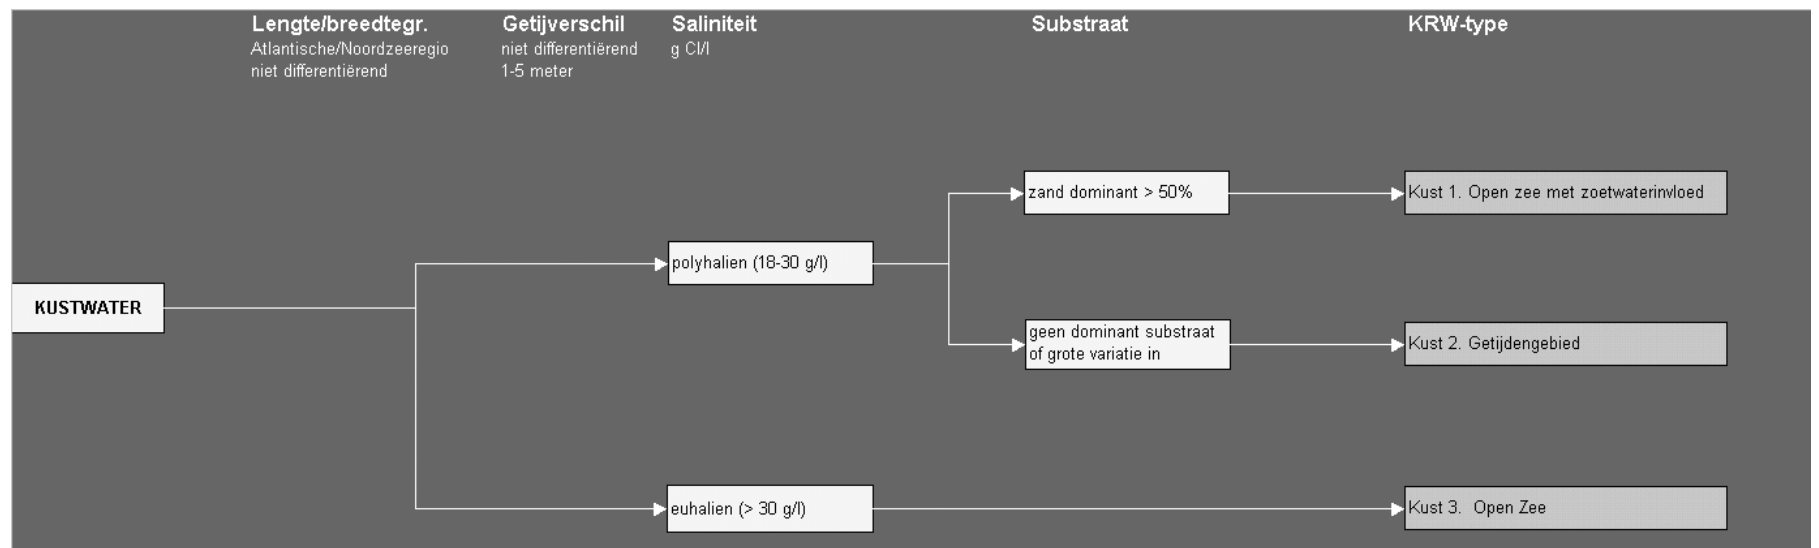 Lengte/breedtegr.
Atlantische/Noordzeeregio
niet differentiërend
Getijverschil
niet differentiërend
1-5 meter
Saliniteit
g Cl/l
Substraat
KRW-type
KUSTWATER
polyhalien (18-30 g/l)
zand dominant > 50%
Kust 1. Open zee met zoetwaterinvloed
geen dominant substraat
of grote variatie in
Kust 2. Getijdengebied
euhalien (> 30 g/l)
Kust 3. Open Zee